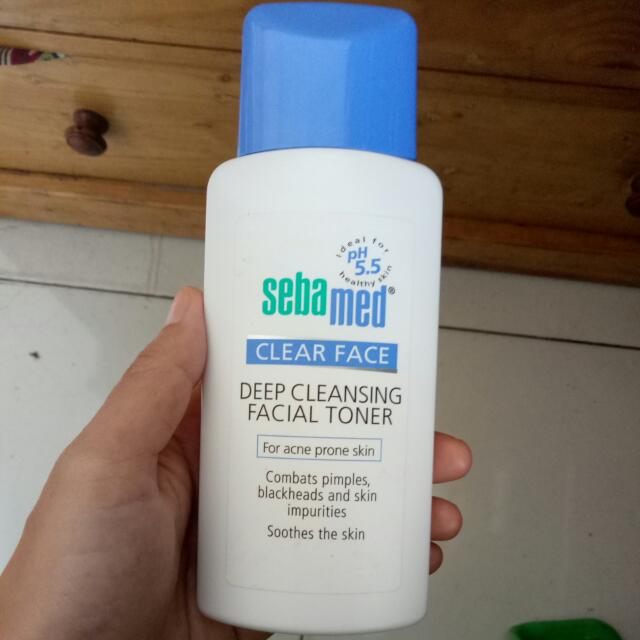 ideal for
pH
5.5
healthy skin
sebamed®
CLEAR FACE
DEEP CLEANSING
FACIAL TONER
For acne prone skin
Combats pimples,
blackheads and skin
impurities
Soothes the skin